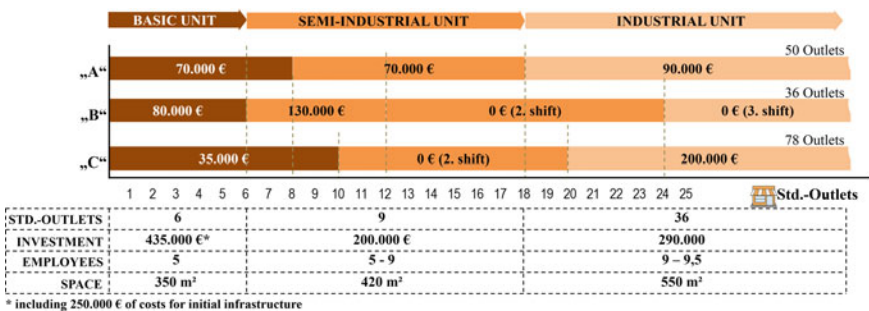 BASIC UNIT SEMI-INDUSTRIAL UNIT INDUSTRIAL UNIT
50 Outlets
„A“ 70.000 € 70.000 € 90.000 €
36 Outlets
„B“ 80.000 € 130.000 € 0 € (2. shift) 0 € (3. shift)
78 Outlets
„C“ 35.000 € 0 € (2. shift) 200.000 €
1 2 3 4 5 6 7 8 9 10 11 12 13 14 15 16 17 18 19 20 21 22 23 24 25 Std.-Outlets
STD.-OUTLETS 6 9 36
INVESTMENT 435.000 €* 200.000 € 290.000
EMPLOYEES 5 5 - 9 9 – 9,5
SPACE 350 m² 420 m² 550 m²
* including 250.000 € of costs for initial infrastructure